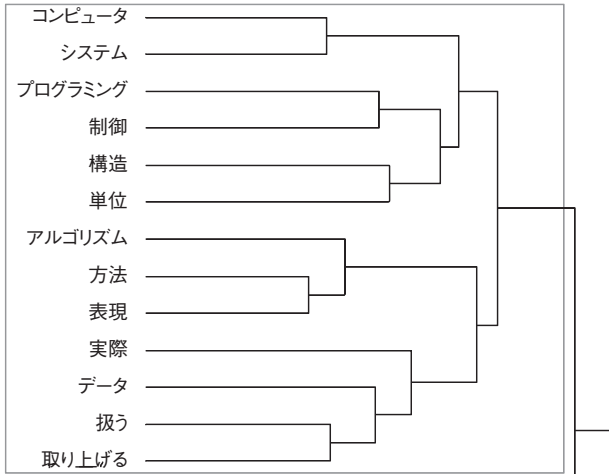 コンピュータ
システム
プログラミング
制御
構造
単位
アルゴリズム
方法
表現
実際
データ
扱う
取り上げる